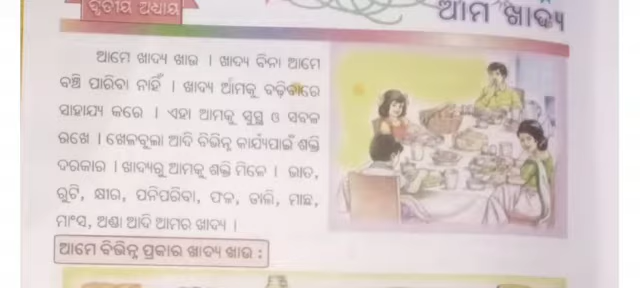 ଦ୍ୱିତୀୟ ଅଧ୍ୟାୟ
ଆମ ଖାଦ୍ୟ
ଆମେ ଖାଦ୍ୟ ଖାଉ । ଖାଦ୍ୟ ବିନା ଆମେ
ବଞ୍ଚି ପାରିବା ନାହିଁ । ଖାଦ୍ୟ ଆମକୁ ବଢ଼ିବାରେ
ସାହାଯ୍ୟ କରେ । ଏହା ଆମକୁ ସୁସ୍ଥ ଓ ସବଳ
ରଖେ । ଖେଳବୁଲା ଆଦି ବିଭିନ୍ନ କାର୍ଯ୍ୟପାଇଁ ଶକ୍ତି
ଦରକାର । ଖାଦ୍ୟରୁ ଆମକୁ ଶକ୍ତି ମିଳେ । ଭାତ,
ରୁଟି, କ୍ଷୀର, ପନିପରିବା, ଫଳ, ଡାଲି, ମାଛ,
ମାଂସ, ଅଣ୍ଡା ଆଦି ଆମର ଖାଦ୍ୟ ।
ଆମେ ବିଭିନ୍ନ ପ୍ରକାର ଖାଦ୍ୟ ଖାଉ :